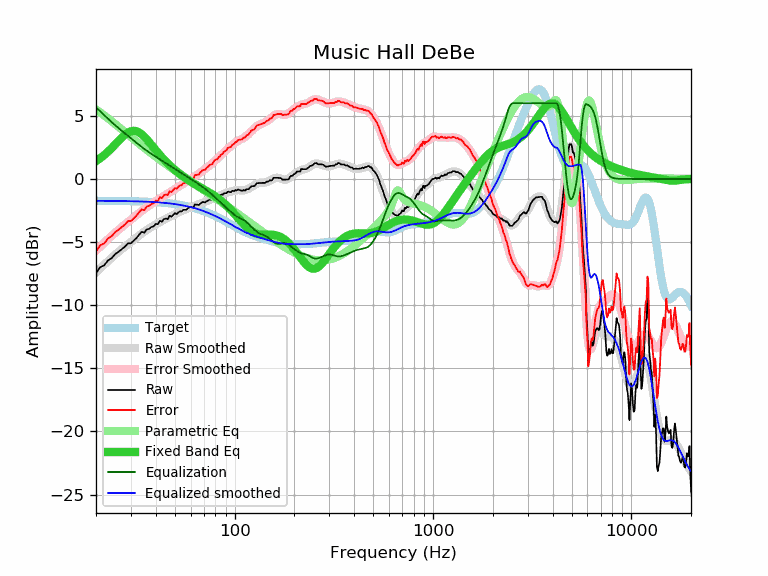 Music Hall DeBe
Amplitude (dBr)
5
0
−5
−10
−15
−20
−25
Target
Raw Smoothed
Error Smoothed
Raw
Error
Parametric Eq
Fixed Band Eq
Equalization
Equalized smoothed
100 1000 10000
Frequency (Hz)